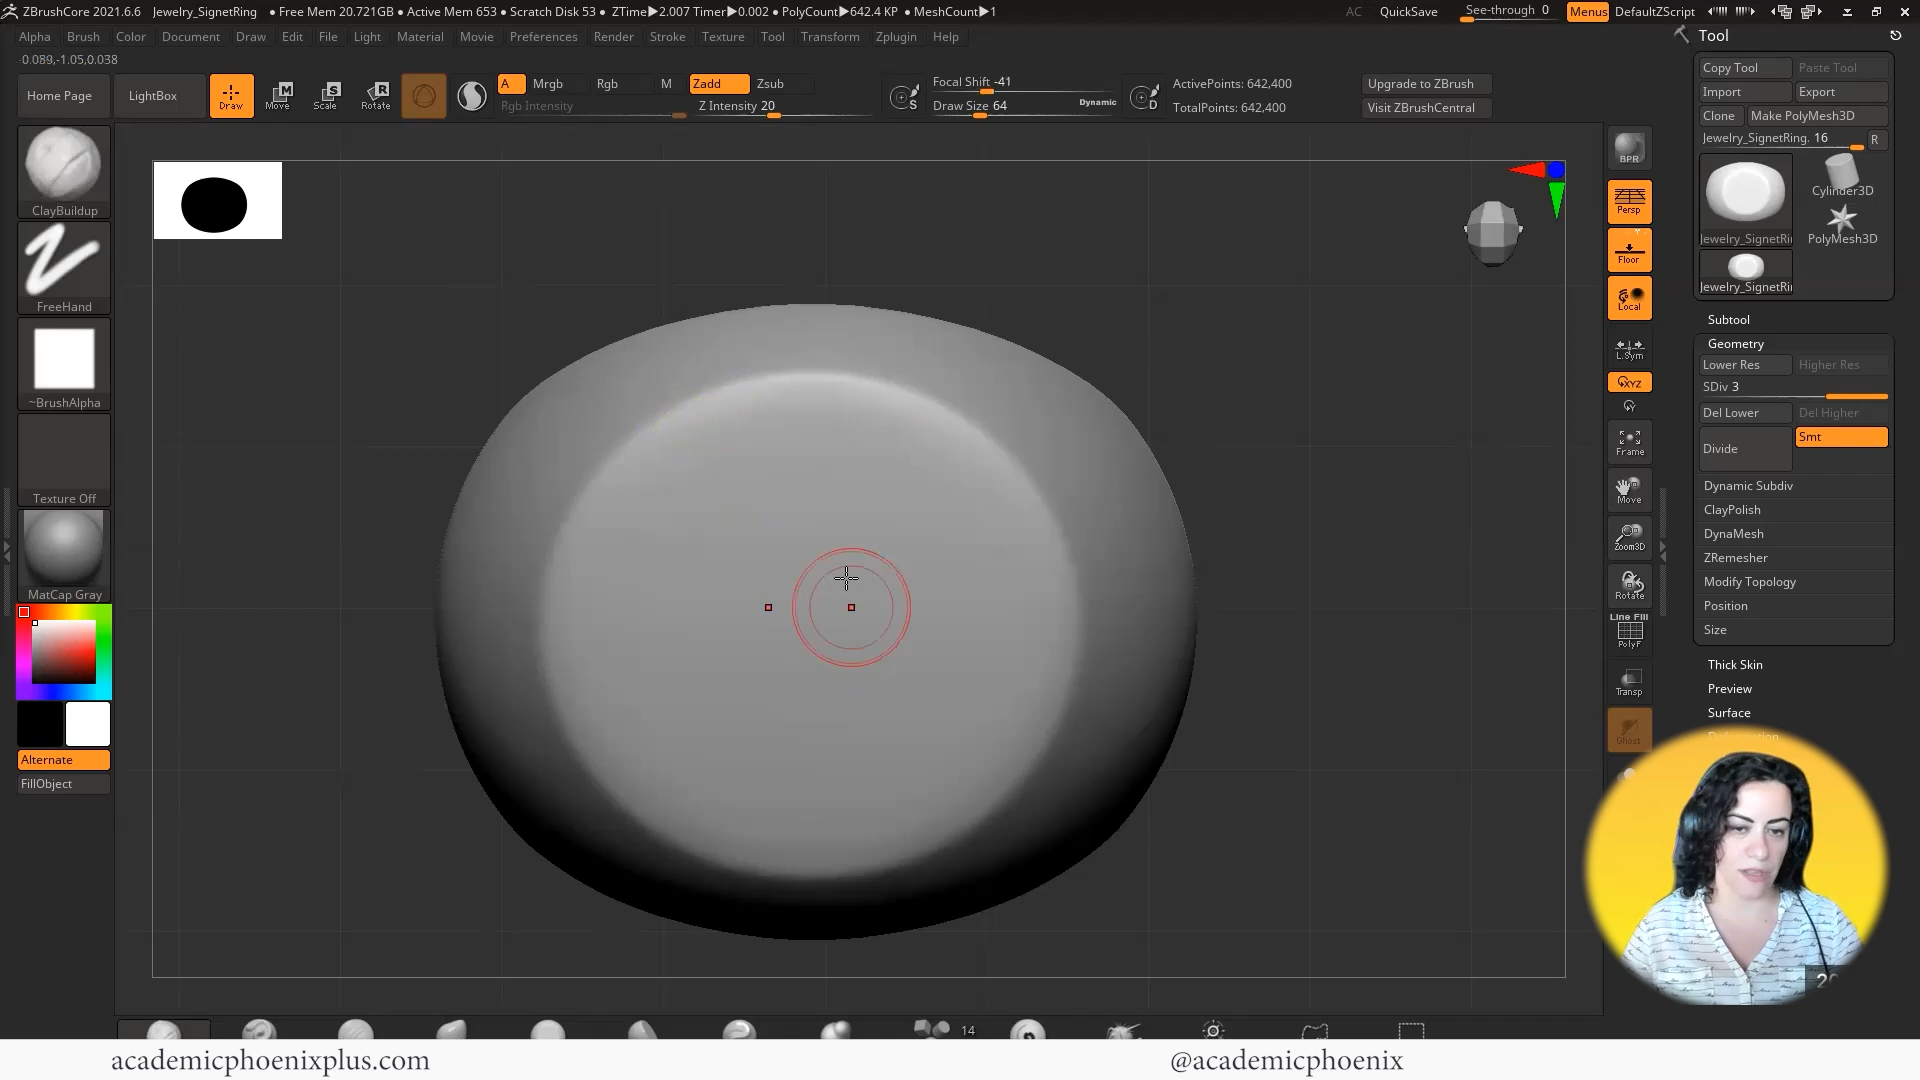 ZBrushCore 2021.6.6 Jewelry_SignetRing ● Free Mem 20.721GB ● Active Mem 653 ● Scratch Disk 53 ● ZTime▶2.007 Timer▶0.002 ● PolyCount▶642.4 KP ● MeshCount▶1 AC QuickSave See-through 0 Menus DefaultZScript
Alpha Brush Color Document Draw Edit File Light Material Movie Preferences Render Stroke Texture Tool Transform Zplugin Help
0.089,-1.05,0.038
Home Page LightBox Draw Move Scale Rotate A Mrgb Rgb M Zadd Zsub
Rgb Intensity Z Intensity 20
Focal Shift -41
Draw Size 64 Dynamic
ActivePoints: 642,400
TotalPoints: 642,400
Upgrade to ZBrush
Visit ZBrushCentral
ClayBuildup
FreeHand
~BrushAlpha
Texture Off
MatCap Gray
Alternate
FillObject
BPR
Persp
Floor
Local
L.Sym
XYZ
Frame
Move
Zoom3D
Rotate
Line Fill
PolyF
Transp
Ghost
Tool
Copy Tool Paste Tool
Import Export
Clone Make PolyMesh3D
Jewelry_SignetRing. 16 R
Cylinder3D
Jewelry_SignetRi PolyMesh3D
Jewelry_SignetRi
Subtool
Geometry
Lower Res Higher Res
SDiv 3
Del Lower Del Higher
Divide Smt
Dynamic Subdiv
ClayPolish
DynaMesh
ZRemesher
Modify Topology
Position
Size
Thick Skin
Preview
Surface
14
academicphoenixplus.com @academicphoenix